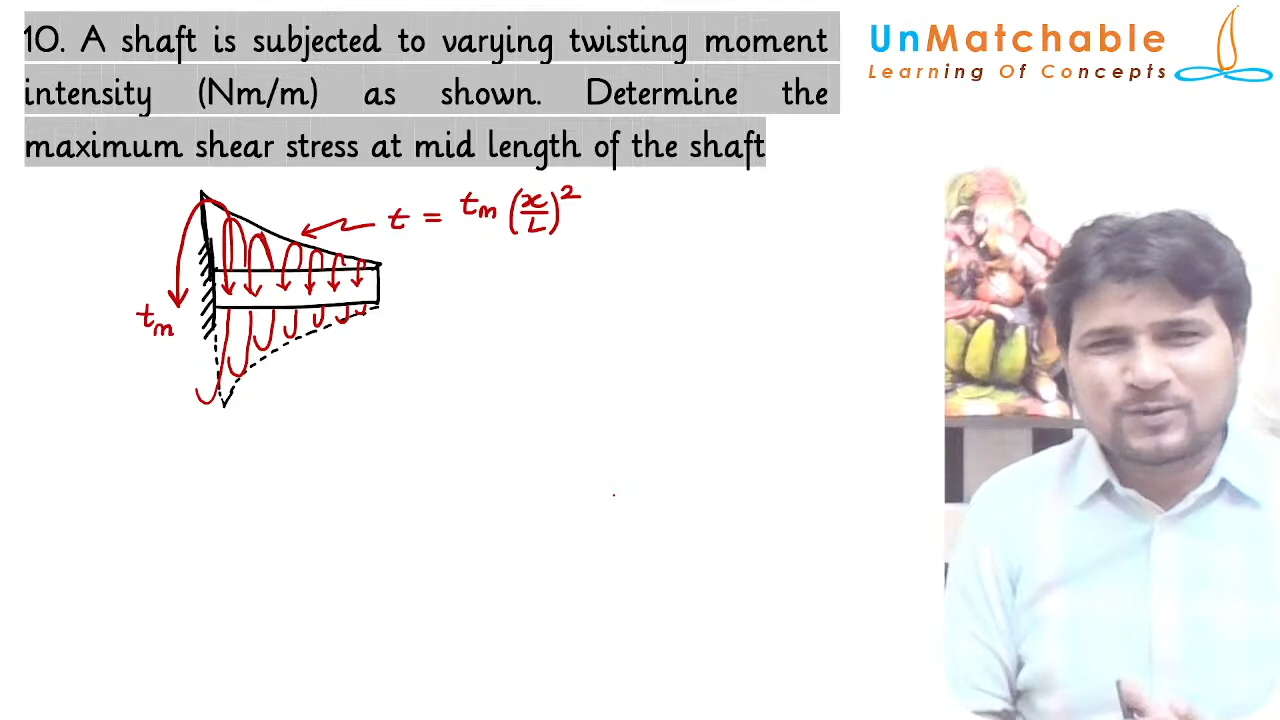 10. A shaft is subjected to varying twisting moment
intensity (Nm/m) as shown. Determine the
maximum shear stress at mid length of the shaft
UnMatchable
Learning Of Concepts
t = tₘ (x/L)²
tₘ